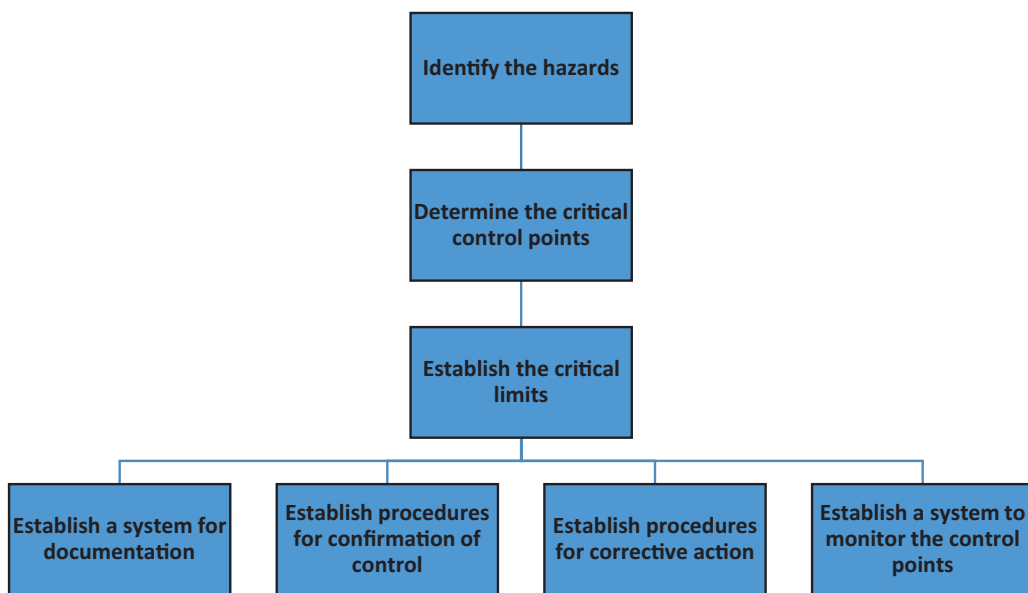 Identify the hazards
Determine the critical
control points
Establish the critical
limits
Establish a system for
documentation
Establish procedures
for confirmation of
control
Establish procedures
for corrective action
Establish a system to
monitor the control
points